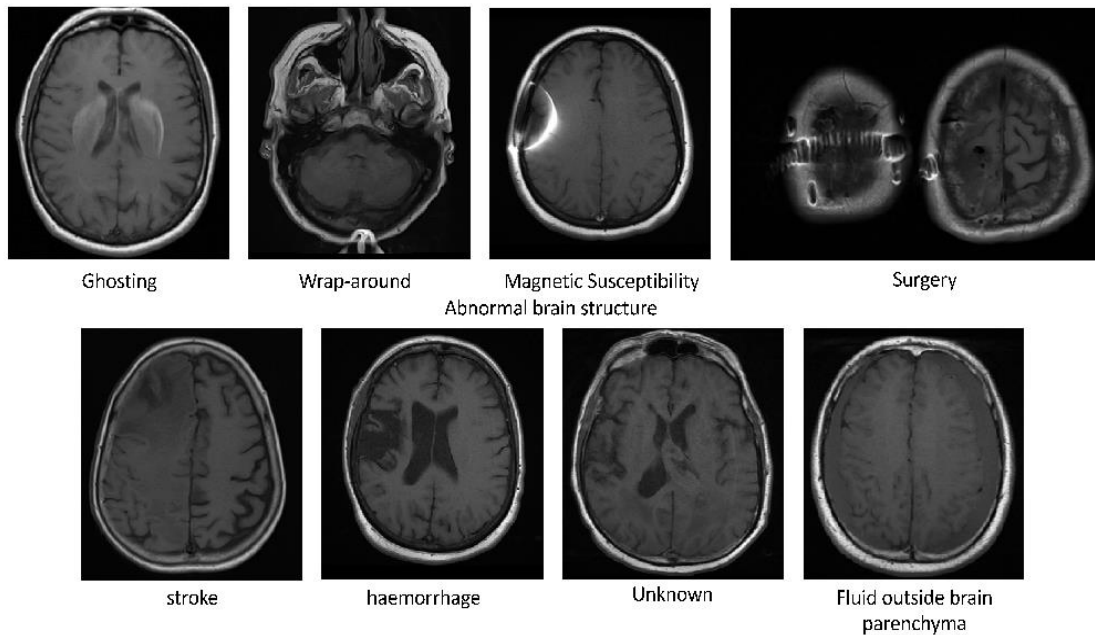 Ghosting
Wrap-around
Magnetic Susceptibility
Surgery
Abnormal brain structure
stroke
haemorrhage
Unknown
Fluid outside brain
parenchyma